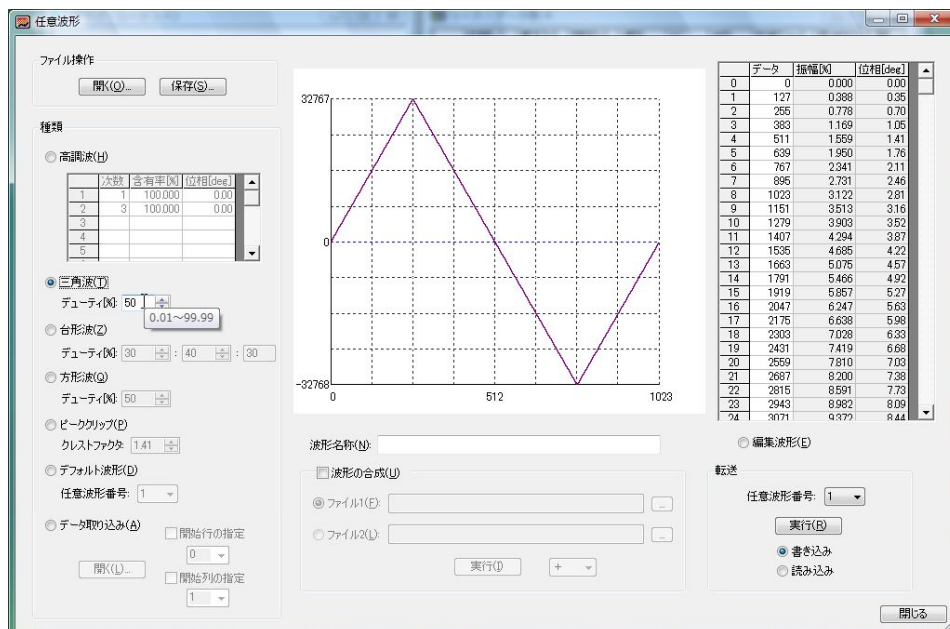 任意波形
ファイル操作
開く(O)...
保存(S)...
種類
高調波(H)
次数 含有率[%] 位相[deg]
1 1 100.000 0.00
2 3 100.000 0.00
3
4
5
三角波(T)
デューティ[%]: 50
0.01～99.99
台形波(Z)
デューティ[%]: 30 : 40 : 30
方形波(Q)
デューティ[%]: 50
ピーククリップ(P)
クレストファクタ: 1.41
デフォルト波形(D)
任意波形番号: 1
データ取り込み(A)
開始行の指定
0
開く(L)...
開始列の指定
1
32767
0
-32768
0 512 1023
波形名称(N):
波形の合成(U)
ファイル1(F): ...
ファイル2(L): ...
実行(I) +
データ 振幅[%] 位相[deg]
0 0 0.000 0.00
1 127 0.388 0.35
2 255 0.778 0.70
3 383 1.169 1.05
4 511 1.559 1.41
5 639 1.950 1.76
6 767 2.341 2.11
7 895 2.731 2.46
8 1023 3.122 2.81
9 1151 3.513 3.16
10 1279 3.903 3.52
11 1407 4.294 3.87
12 1535 4.685 4.22
13 1663 5.075 4.57
14 1791 5.466 4.92
15 1919 5.857 5.27
16 2047 6.247 5.63
17 2175 6.638 5.98
18 2303 7.028 6.33
19 2431 7.419 6.68
20 2559 7.810 7.03
21 2687 8.200 7.38
22 2815 8.591 7.73
23 2943 8.982 8.09
24 3071 9.372 8.44
編集波形(E)
転送
任意波形番号: 1
実行(R)
書き込み
読み込み
閉じる